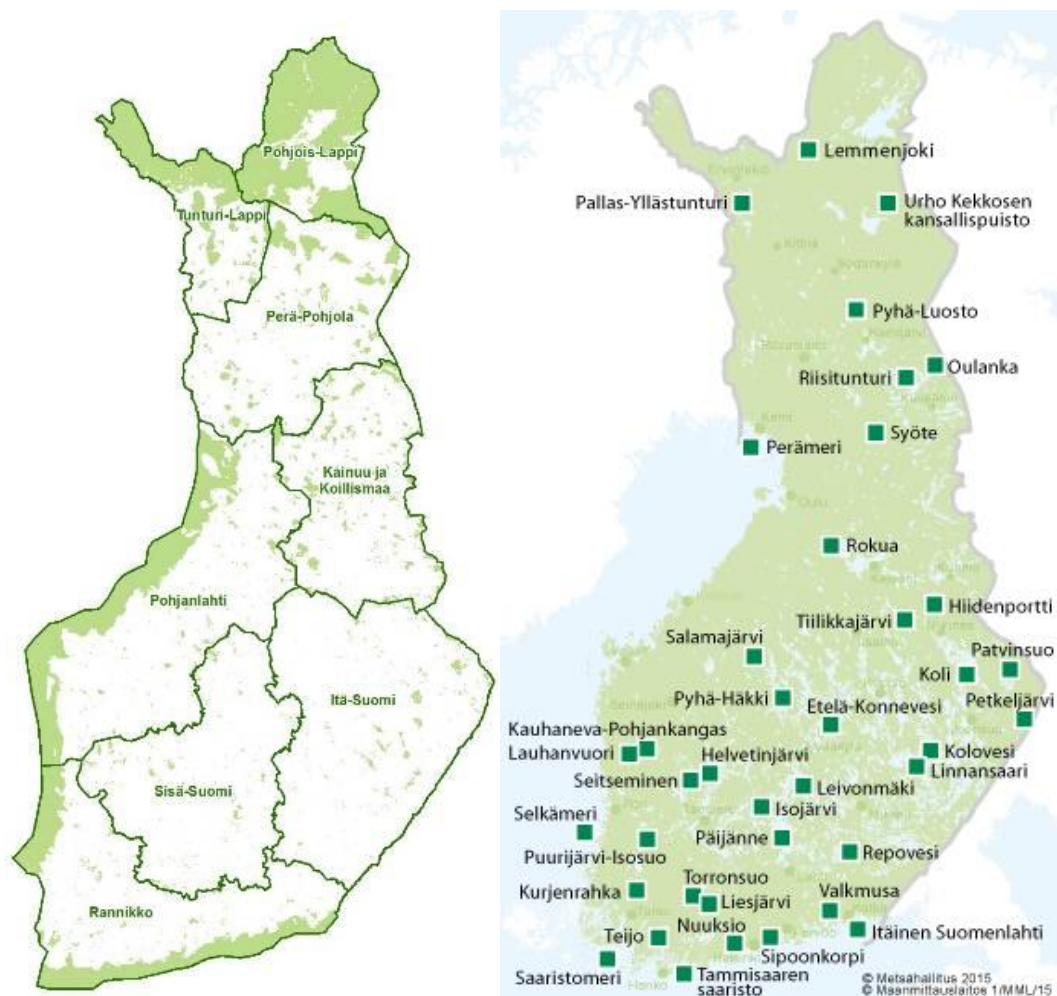 Pohjois-Lappi
Tunturi-Lappi
Perä-Pohjola
Kainuu ja
Koillismaa
Pohjanlahti
Itä-Suomi
Sisä-Suomi
Rannikko
Lemmenjoki
Pallas-Yllästunturi
Urho Kekkosen
kansallispuisto
Pyhä-Luosto
Oulanka
Riisitunturi
Syöte
Perämeri
Rokua
Hiidenportti
Tiilikkajärvi
Salamajärvi
Patvinsuo
Koli
Pyhä-Häkki
Petkeljärvi
Etelä-Konnevesi
Kauhaneva-Pohjankangas
Lauhanvuori
Helvetinjärvi
Kolovesi
Linnansaari
Seitseminen
Leivonmäki
Isojärvi
Selkämeri
Päijänne
Puurijärvi-Isosuo
Repovesi
Torronsuo
Valkmusa
Kurjenrahka
Liesjärvi
Nuuksio
Teijo
Itäinen Suomenlahti
Sipoonkorpi
Saaristomeri
Tammisaaren
saaristo
© Metsähallitus 2015
© Maanmittauslaitos 1/MML/15